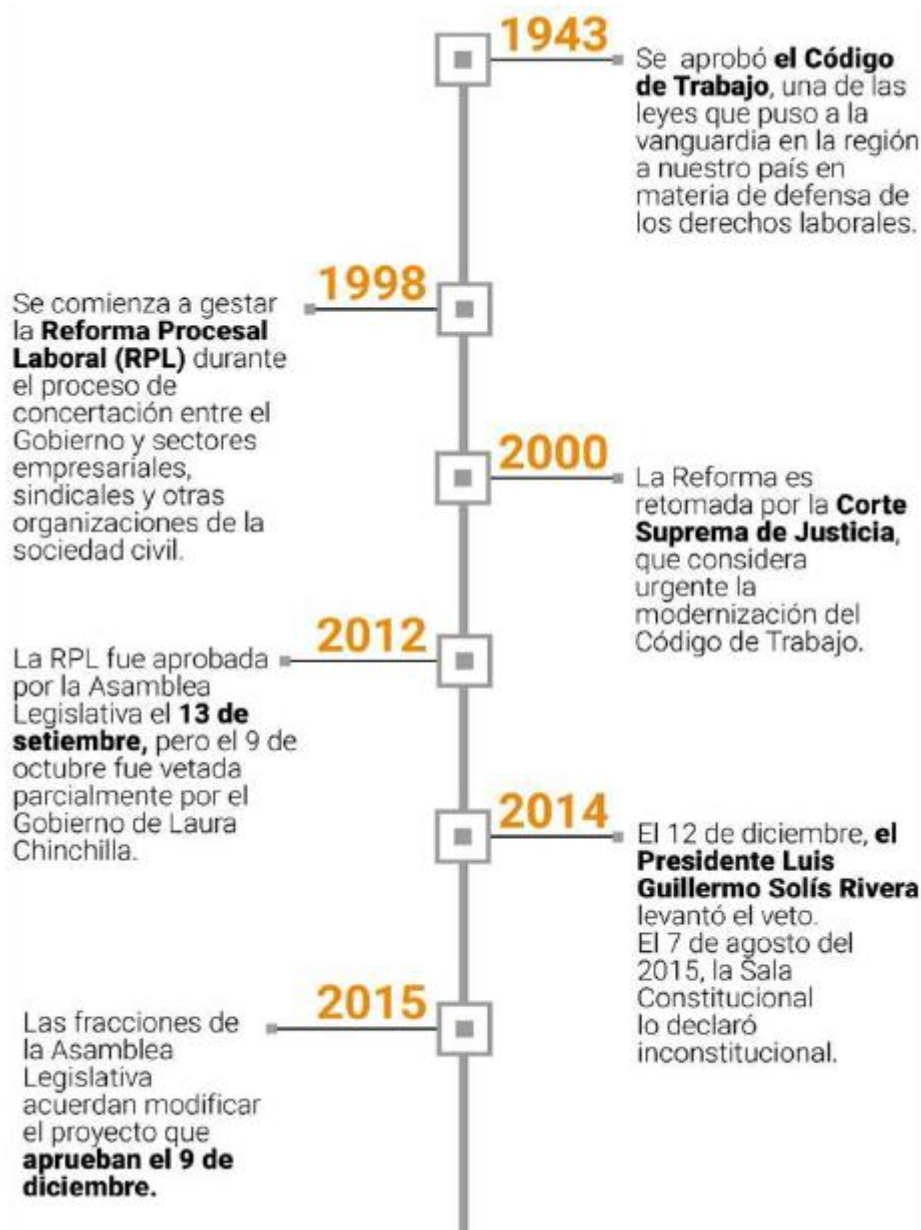 1943
Se aprobó el Código
de Trabajo, una de las
leyes que puso a la
vanguardia en la región
a nuestro país en
materia de defensa de
los derechos laborales.
1998
Se comienza a gestar
la Reforma Procesal
Laboral (RPL) durante
el proceso de
concertación entre el
Gobierno y sectores
empresariales,
sindicales y otras
organizaciones de la
sociedad civil.
2000
La Reforma es
retomada por la Corte
Suprema de Justicia,
que considera
urgente la
modernización del
Código de Trabajo.
2012
La RPL fue aprobada
por la Asamblea
Legislativa el 13 de
setiembre, pero el 9 de
octubre fue vetada
parcialmente por el
Gobierno de Laura
Chinchilla.
2014
El 12 de diciembre, el
Presidente Luis
Guillermo Solís Rivera
levantó el veto.
El 7 de agosto del
2015, la Sala
Constitucional
lo declaró
inconstitucional.
2015
Las fracciones de
la Asamblea
Legislativa
acuerdan modificar
el proyecto que
aprueban el 9 de
diciembre.